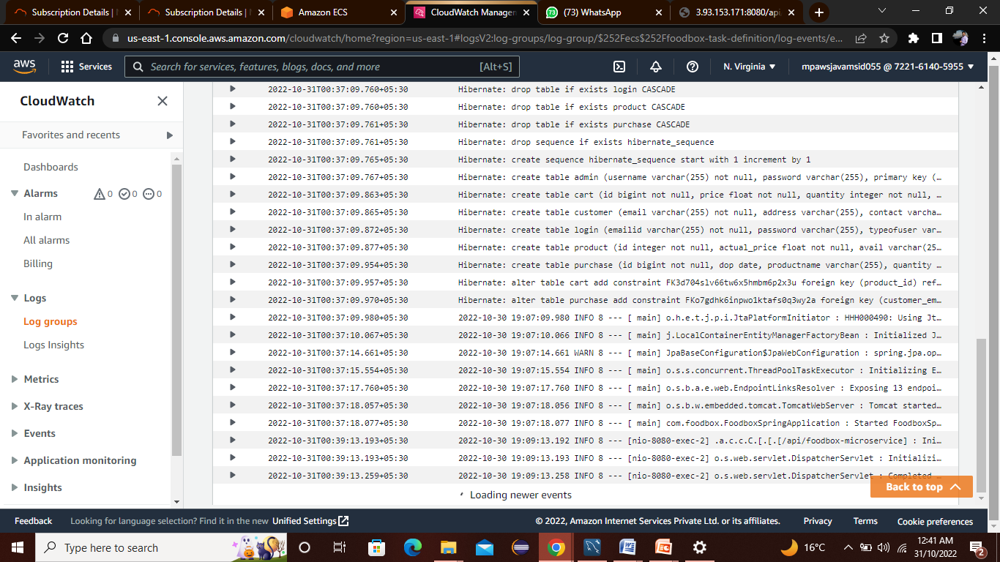 Subscription Details |
Subscription Details |
Amazon ECS
CloudWatch Managem
(73) WhatsApp
3.93.153.171:8080/api
us-east-1.console.aws.amazon.com/cloudwatch/home?region=us-east-1#logsV2:log-groups/log-group/$252Fecs$252Ffoodbox-task-definition/log-events/e...
aws
Services
Search for services, features, blogs, docs, and more
[Alt+S]
N. Virginia
mpawsjavamsid055 @ 7221-6140-5955
CloudWatch
Favorites and recents
Dashboards
Alarms 0 0 0
In alarm
All alarms
Billing
Logs
Log groups
Logs Insights
Metrics
X-Ray traces
Events
Application monitoring
Insights
2022-10-31T00:37:09.760+05:30 Hibernate: drop table if exists login CASCADE
2022-10-31T00:37:09.760+05:30 Hibernate: drop table if exists product CASCADE
2022-10-31T00:37:09.761+05:30 Hibernate: drop table if exists purchase CASCADE
2022-10-31T00:37:09.761+05:30 Hibernate: drop sequence if exists hibernate_sequence
2022-10-31T00:37:09.765+05:30 Hibernate: create sequence hibernate_sequence start with 1 increment by 1
2022-10-31T00:37:09.767+05:30 Hibernate: create table admin (username varchar(255) not null, password varchar(255), primary key (…
2022-10-31T00:37:09.863+05:30 Hibernate: create table cart (id bigint not null, price float not null, quantity integer not null, …
2022-10-31T00:37:09.865+05:30 Hibernate: create table customer (email varchar(255) not null, address varchar(255), contact varcha…
2022-10-31T00:37:09.872+05:30 Hibernate: create table login (emailid varchar(255) not null, password varchar(255), typeofuser var…
2022-10-31T00:37:09.877+05:30 Hibernate: create table product (id integer not null, actual_price float not null, avail varchar(25…
2022-10-31T00:37:09.954+05:30 Hibernate: create table purchase (id bigint not null, dop date, productname varchar(255), quantity …
2022-10-31T00:37:09.957+05:30 Hibernate: alter table cart add constraint FK3d704slv66tw6x5hmbm6p2x3u foreign key (product_id) ref…
2022-10-31T00:37:09.970+05:30 Hibernate: alter table purchase add constraint FKo7gdhk6inpwo1ktafs0q3wy2a foreign key (customer_em…
2022-10-31T00:37:09.980+05:30 2022-10-30 19:07:09.980 INFO 8 --- [ main] o.h.e.t.j.p.i.JtaPlatformInitiator : HHH000490: Using Jt…
2022-10-31T00:37:10.067+05:30 2022-10-30 19:07:10.066 INFO 8 --- [ main] j.LocalContainerEntityManagerFactoryBean : Initialized J…
2022-10-31T00:37:14.661+05:30 2022-10-30 19:07:14.661 WARN 8 --- [ main] JpaBaseConfiguration$JpaWebConfiguration : spring.jpa.op…
2022-10-31T00:37:15.554+05:30 2022-10-30 19:07:15.554 INFO 8 --- [ main] o.s.s.concurrent.ThreadPoolTaskExecutor : Initializing E…
2022-10-31T00:37:17.760+05:30 2022-10-30 19:07:17.760 INFO 8 --- [ main] o.s.b.a.e.web.EndpointLinksResolver : Exposing 13 endpoi…
2022-10-31T00:37:18.057+05:30 2022-10-30 19:07:18.056 INFO 8 --- [ main] o.s.b.w.embedded.tomcat.TomcatWebServer : Tomcat started…
2022-10-31T00:37:18.077+05:30 2022-10-30 19:07:18.077 INFO 8 --- [ main] com.foodbox.FoodboxSpringApplication : Started FoodboxSp…
2022-10-31T00:39:13.193+05:30 2022-10-30 19:09:13.192 INFO 8 --- [nio-8080-exec-2] .a.c.c.C.[.[.[/api/foodbox-microservice] : Ini…
2022-10-31T00:39:13.193+05:30 2022-10-30 19:09:13.193 INFO 8 --- [nio-8080-exec-2] o.s.web.servlet.DispatcherServlet : Initializi…
2022-10-31T00:39:13.259+05:30 2022-10-30 19:09:13.258 INFO 8 --- [nio-8080-exec-2] o.s.web.servlet.DispatcherServlet : Completed …
Loading newer events
Back to top
Feedback
Looking for language selection? Find it in the new Unified Settings
© 2022, Amazon Internet Services Private Ltd. or its affiliates.
Privacy
Terms
Cookie preferences
Type here to search
16°C
12:41 AM
31/10/2022
2